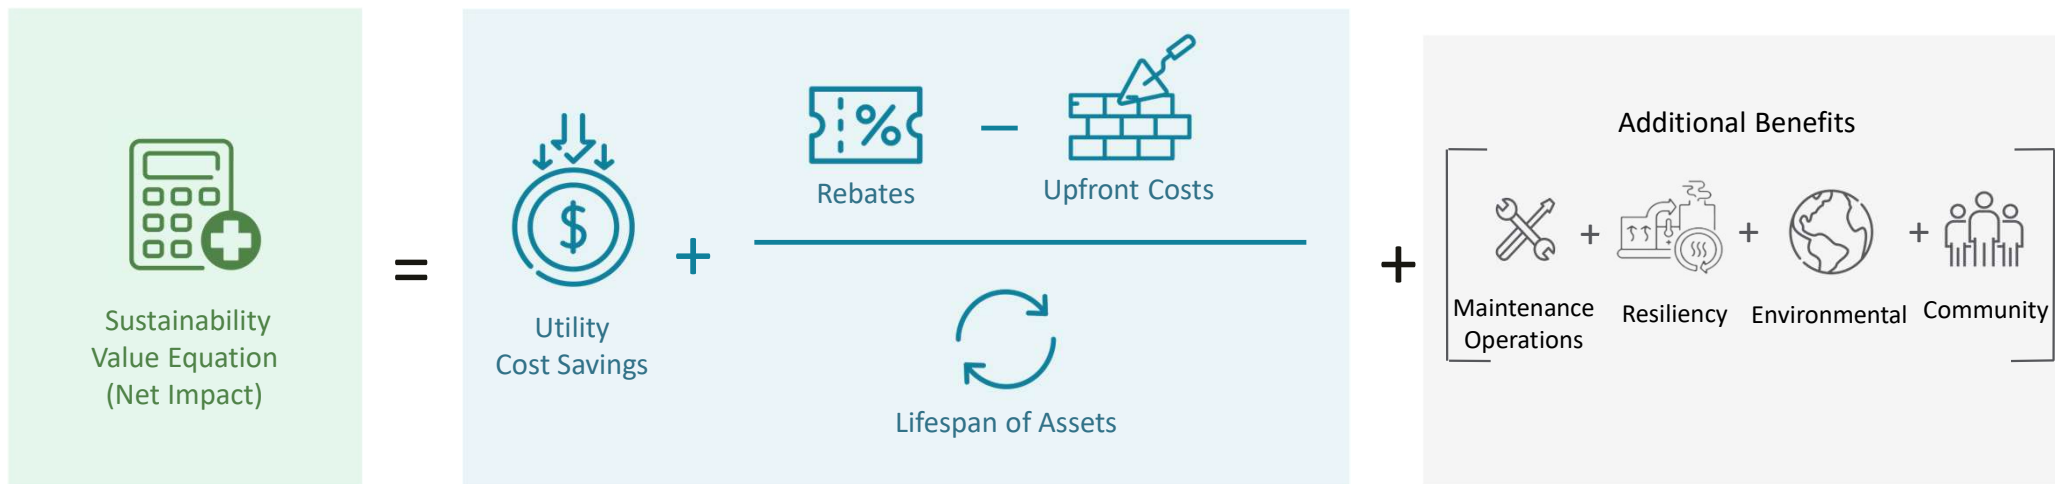 Sustainability
Value Equation
(Net Impact)
=
$
Utility
Cost Savings
+
%
Rebates
−
Upfront Costs
Lifespan of Assets
+
Additional Benefits
Maintenance
Operations
+
Resiliency
+
Environmental
+
Community